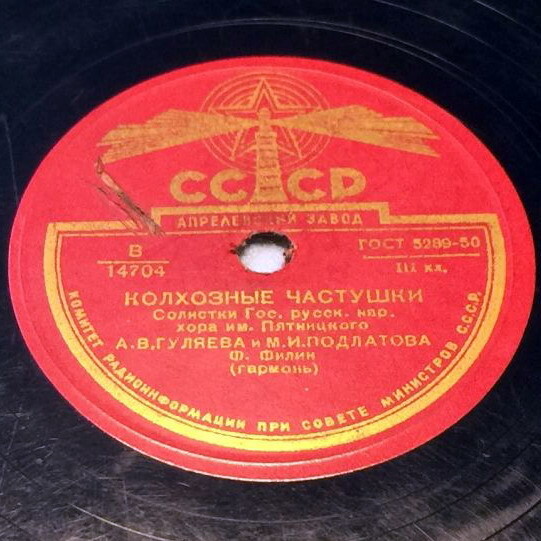 СССР
АПРЕЛЕВСКИЙ ЗАВОД
В
14704
ГОСТ 5289-50
III кл.
КОЛХОЗНЫЕ ЧАСТУШКИ
Солистки Гос. русск. нар.
хора им. Пятницкого
А.В.ГУЛЯЕВА и М.И.ПОДЛАТОВА
Ф. Филин
(гармонь)
КОМИТЕТ РАДИОИНФОРМАЦИИ ПРИ СОВЕТЕ МИНИСТРОВ С.С.С.Р.